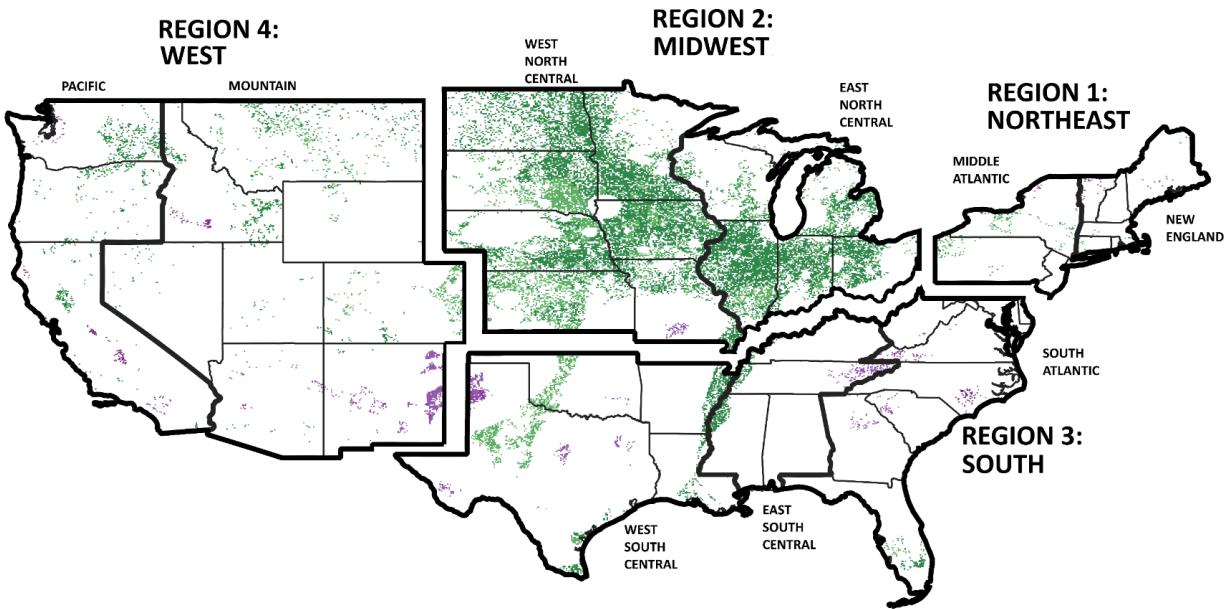 REGION 4:
WEST
REGION 2:
MIDWEST
WEST
NORTH
CENTRAL
PACIFIC
MOUNTAIN
EAST
NORTH
CENTRAL
REGION 1:
NORTHEAST
MIDDLE
ATLANTIC
NEW
ENGLAND
SOUTH
ATLANTIC
REGION 3:
SOUTH
EAST
SOUTH
CENTRAL
WEST
SOUTH
CENTRAL